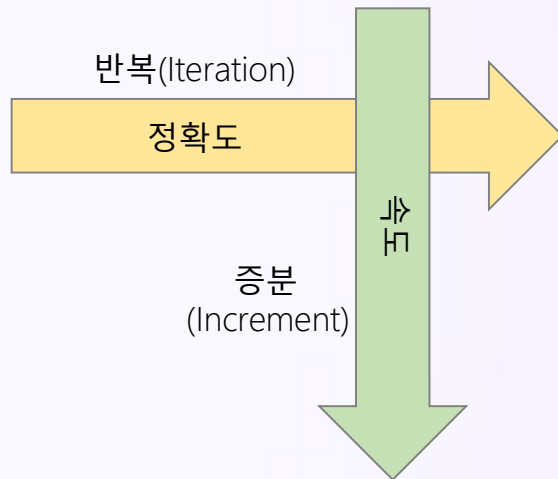 반복(Iteration)
정확도
속도
증분
(Increment)